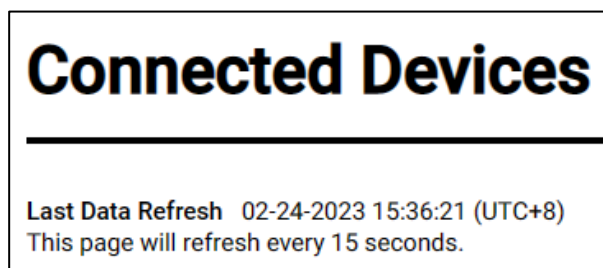 Connected Devices
Last Data Refresh 02-24-2023 15:36:21 (UTC+8)
This page will refresh every 15 seconds.